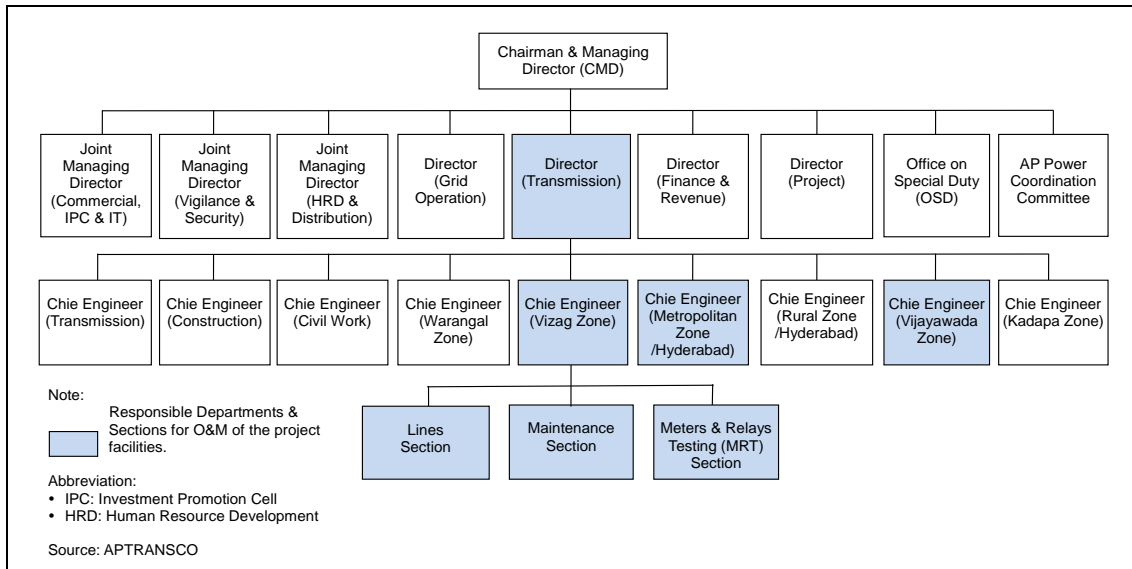 Chairman & Managing
Director (CMD)
Joint
Managing
Director
(Commercial,
IPC & IT)
Joint
Managing
Director
(Vigilance &
Security)
Joint
Managing
Director
(HRD &
Distribution)
Director
(Grid
Operation)
Director
(Transmission)
Director
(Finance &
Revenue)
Director
(Project)
Office on
Special Duty
(OSD)
AP Power
Coordination
Committee
Chie Engineer
(Transmission)
Chie Engineer
(Construction)
Chie Engineer
(Civil Work)
Chie Engineer
(Warangal
Zone)
Chie Engineer
(Vizag Zone)
Chie Engineer
(Metropolitan
Zone
/Hyderabad)
Chie Engineer
(Rural Zone
/Hyderabad)
Chie Engineer
(Vijayawada
Zone)
Chie Engineer
(Kadapa Zone)
Lines
Section
Maintenance
Section
Meters & Relays
Testing (MRT)
Section
Note:
Responsible Departments &
Sections for O&M of the project
facilities.
Abbreviation:
• IPC: Investment Promotion Cell
• HRD: Human Resource Development
Source: APTRANSCO